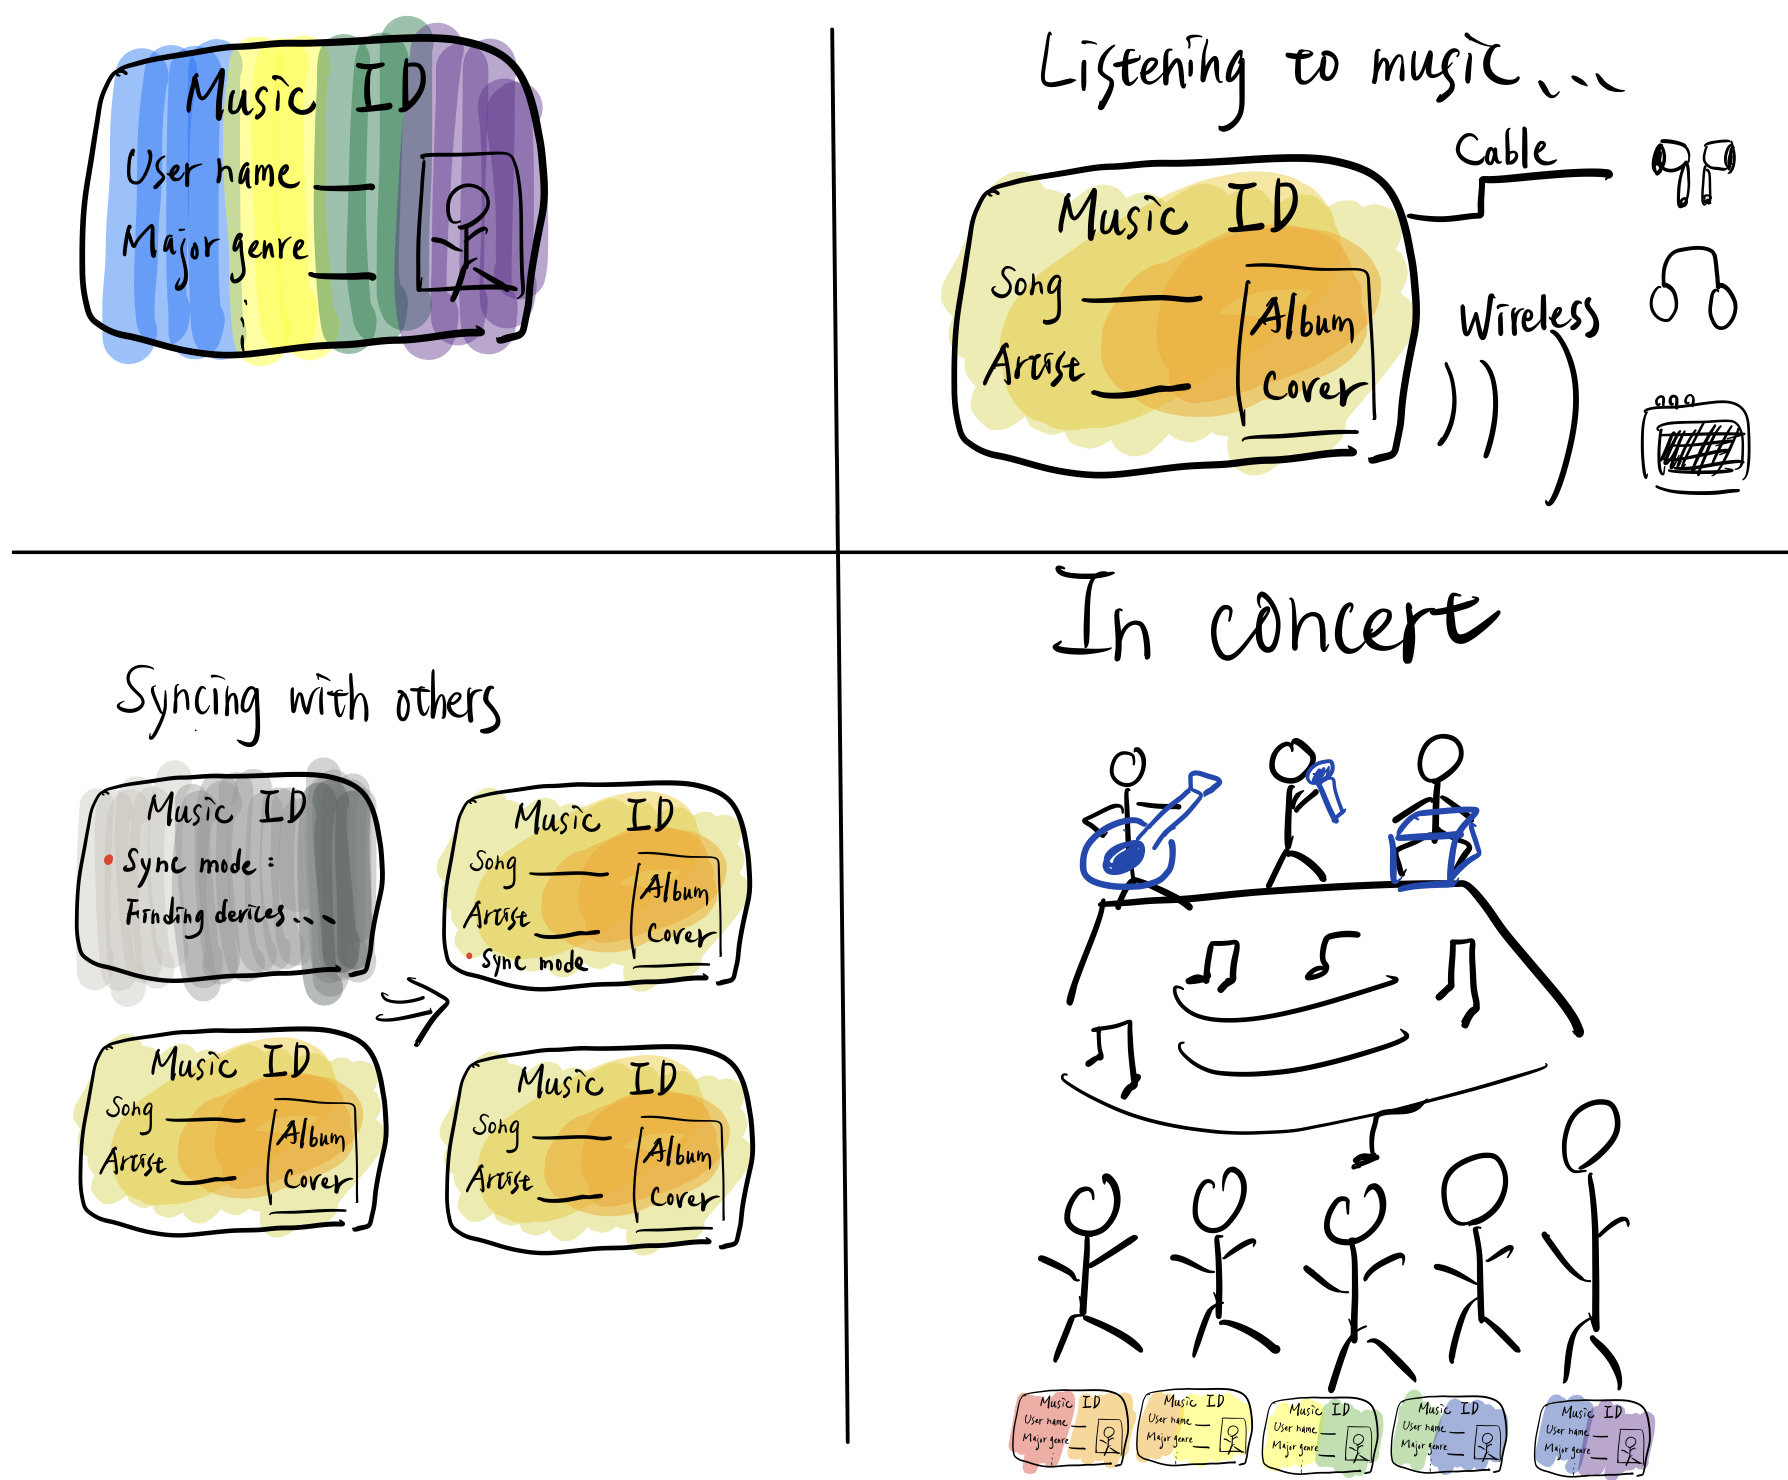 Music ID
User name
Major genre
Listening to music...
Cable
Wireless
Music ID
Song
Artist
Album
Cover
Syncing with others
Music ID
Sync mode:
Finding devices...
Music ID
Song
Artist
Album
Cover
Sync mode
Music ID
Song
Artist
Album
Cover
Music ID
Song
Artist
Album
Cover
In concert
Music ID
User name
Major genre
Music ID
User name
Major genre
Music ID
User name
Major genre
Music ID
User name
Major genre
Music ID
User name
Major genre